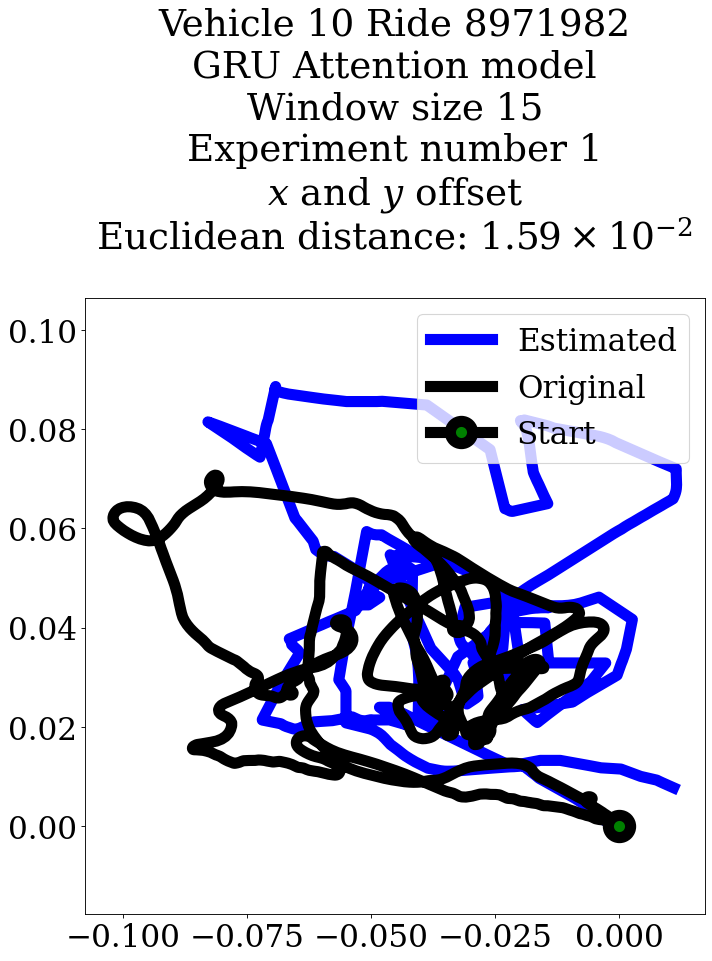 Vehicle 10 Ride 8971982
GRU Attention model
Window size 15
Experiment number 1
x and y offset
Euclidean distance: 1.59 × 10⁻²
Estimated
Original
Start
0.10
0.08
0.06
0.04
0.02
0.00
−0.100 −0.075 −0.050 −0.025 0.000